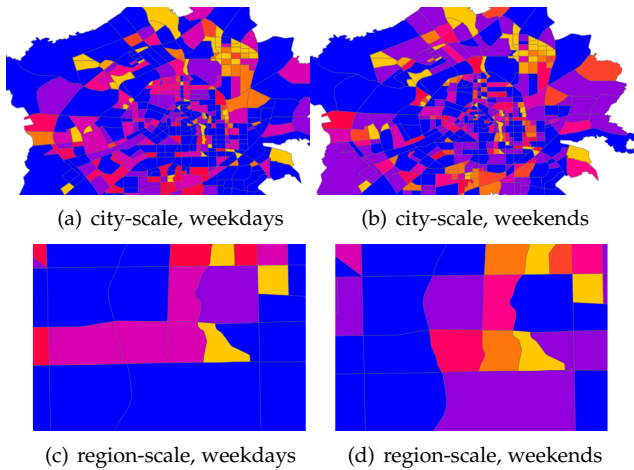 (a) city-scale, weekdays
(b) city-scale, weekends
(c) region-scale, weekdays
(d) region-scale, weekends